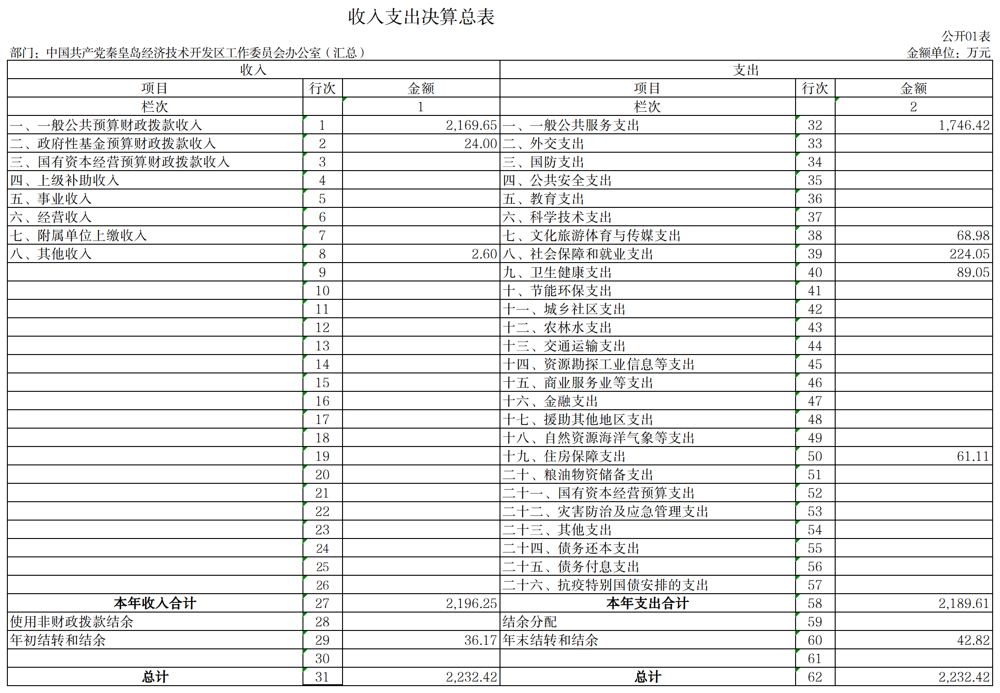 收入支出决算总表
公开01表
部门：中国共产党秦皇岛经济技术开发区工作委员会办公室（汇总） 金额单位：万元
收入 支出
项目 行次 金额 项目 行次 金额
栏次 1 栏次 2
一、一般公共预算财政拨款收入 1 2,169.65 一、一般公共服务支出 32 1,746.42
二、政府性基金预算财政拨款收入 2 24.00 二、外交支出 33
三、国有资本经营预算财政拨款收入 3 三、国防支出 34
四、上级补助收入 4 四、公共安全支出 35
五、事业收入 5 五、教育支出 36
六、经营收入 6 六、科学技术支出 37
七、附属单位上缴收入 7 七、文化旅游体育与传媒支出 38 68.98
八、其他收入 8 2.60 八、社会保障和就业支出 39 224.05
9 九、卫生健康支出 40 89.05
10 十、节能环保支出 41
11 十一、城乡社区支出 42
12 十二、农林水支出 43
13 十三、交通运输支出 44
14 十四、资源勘探工业信息等支出 45
15 十五、商业服务业等支出 46
16 十六、金融支出 47
17 十七、援助其他地区支出 48
18 十八、自然资源海洋气象等支出 49
19 十九、住房保障支出 50 61.11
20 二十、粮油物资储备支出 51
21 二十一、国有资本经营预算支出 52
22 二十二、灾害防治及应急管理支出 53
23 二十三、其他支出 54
24 二十四、债务还本支出 55
25 二十五、债务付息支出 56
26 二十六、抗疫特别国债安排的支出 57
本年收入合计 27 2,196.25 本年支出合计 58 2,189.61
使用非财政拨款结余 28 结余分配 59
年初结转和结余 29 36.17 年末结转和结余 60 42.82
30 61
总计 31 2,232.42 总计 62 2,232.42